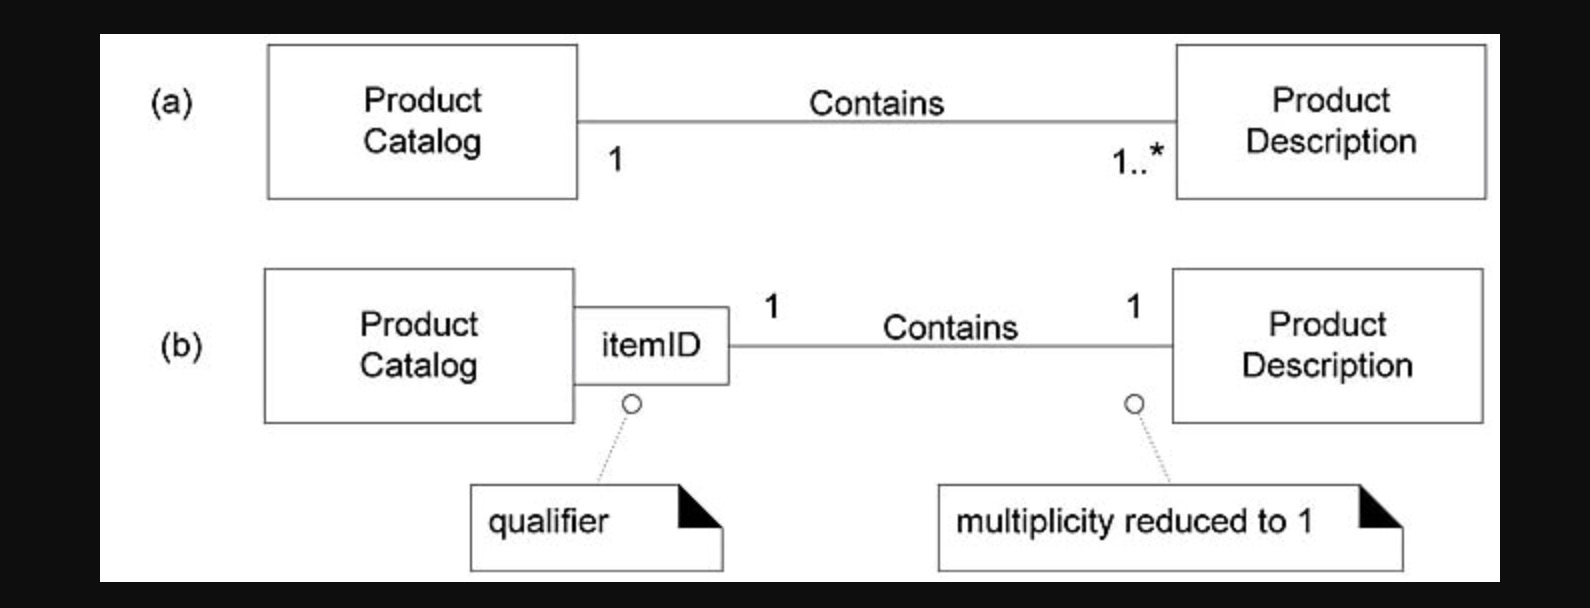 (a)
Product
Catalog
Contains
1
1..*
Product
Description
(b)
Product
Catalog
itemID
1
Contains
1
Product
Description
qualifier
multiplicity reduced to 1